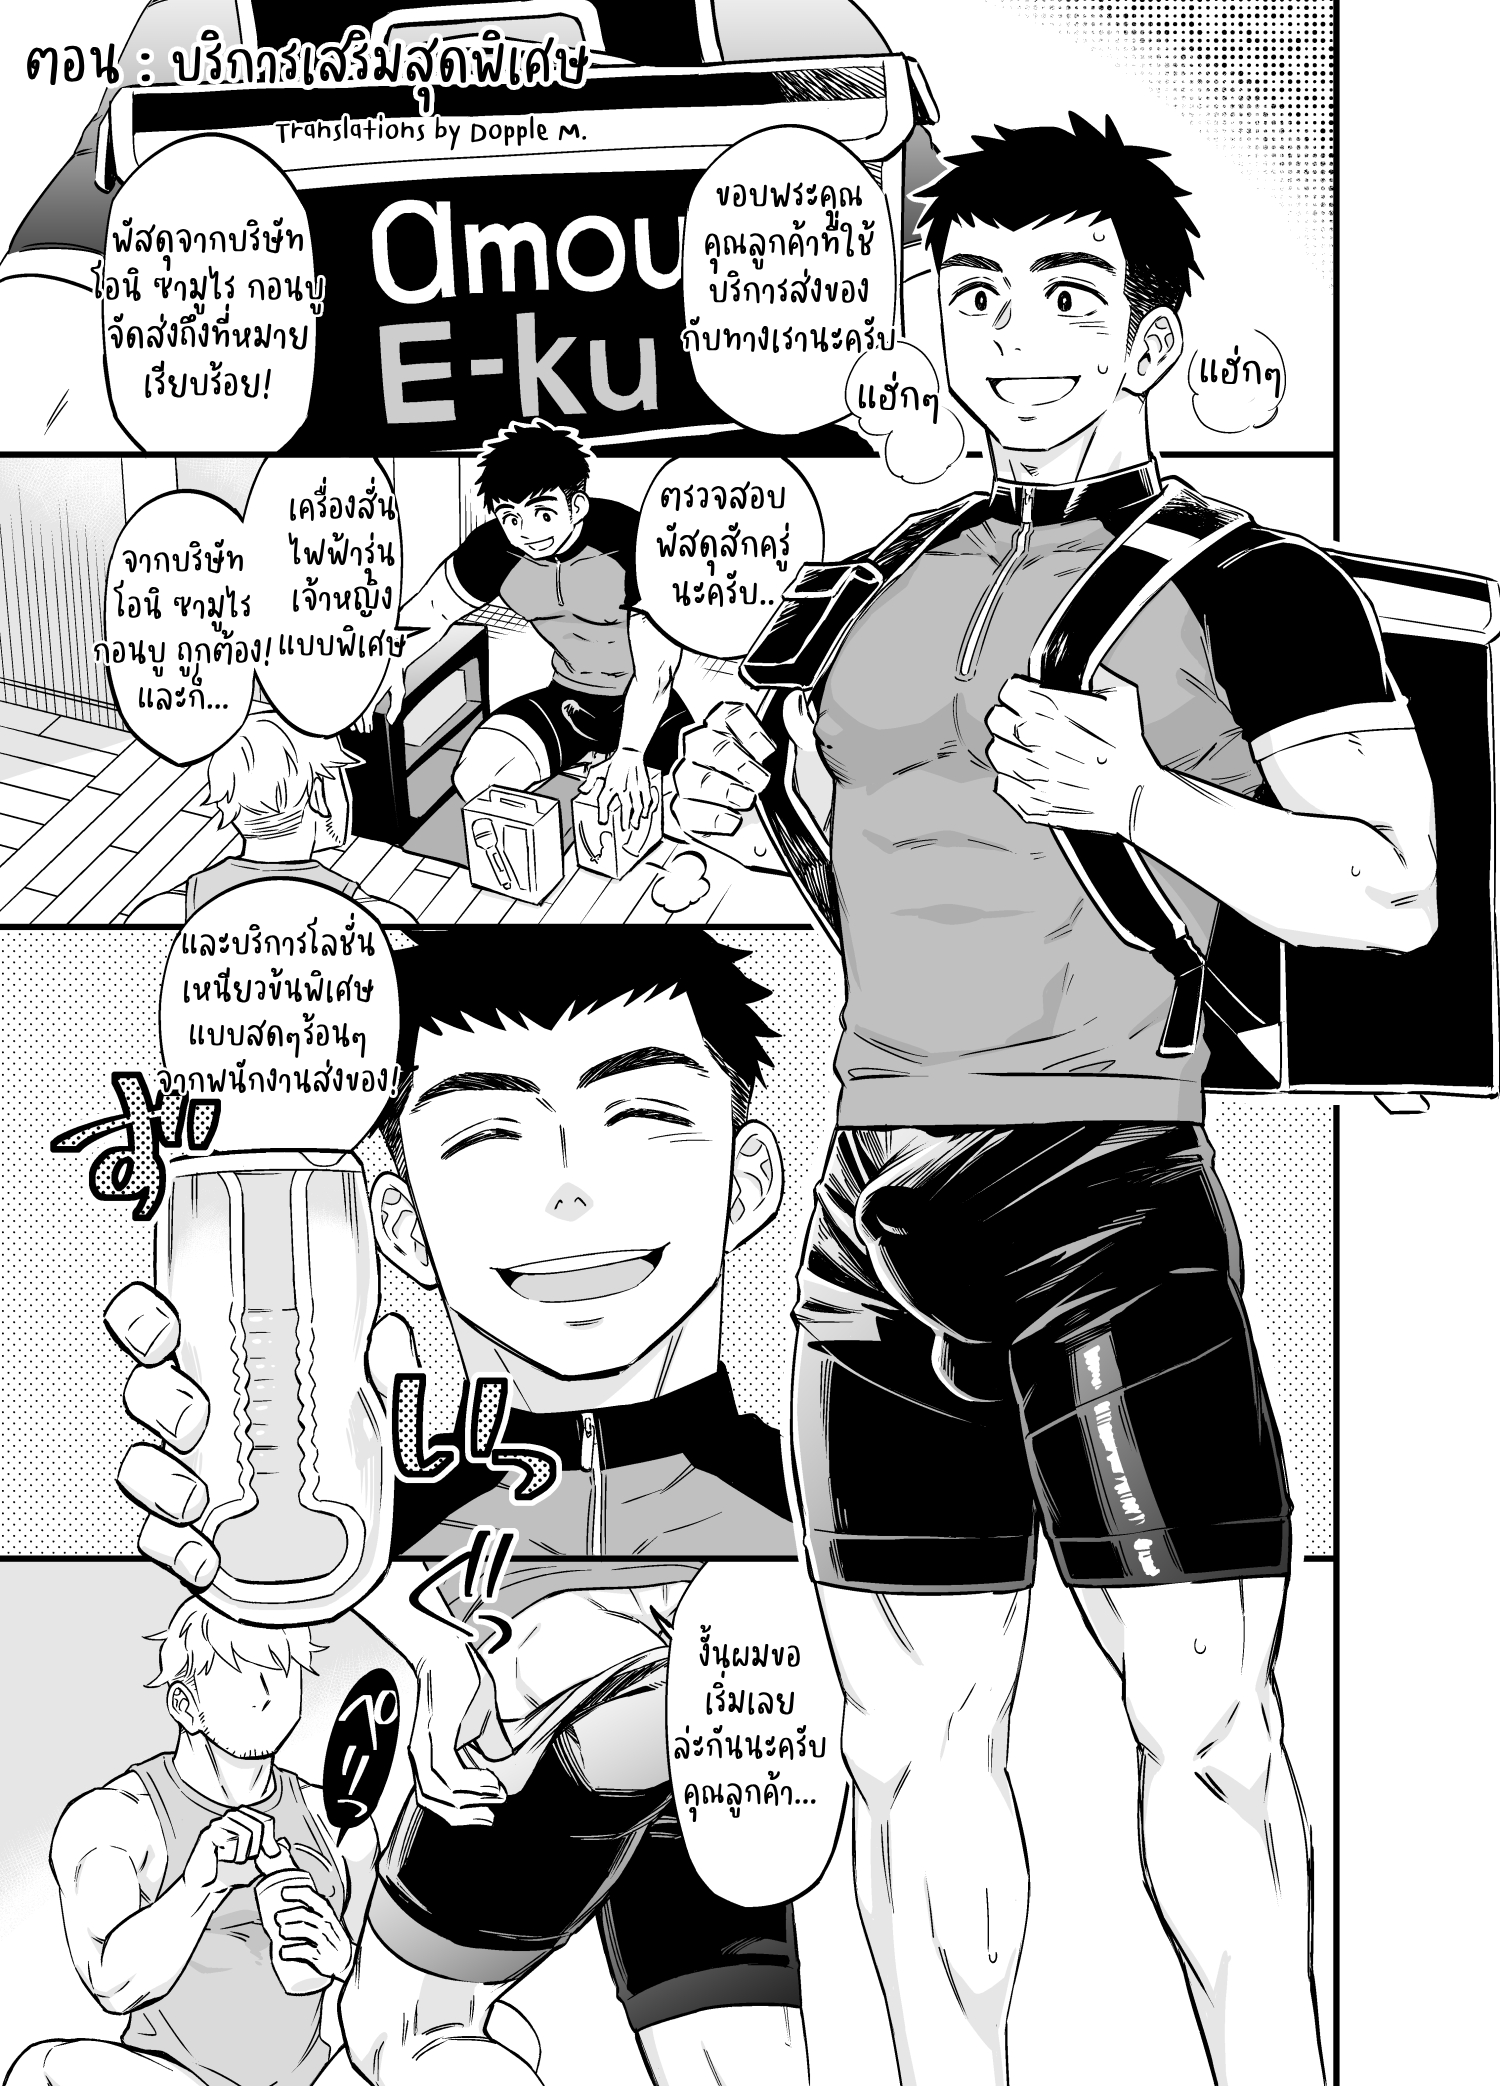 ตอน : บริการเสริมสุดพิเศษ
Translations by Dopple M.
ขอบพระคุณ
คุณลูกค้าที่ใช้
บริการส่งของ
กับทางเรานะครับ
แฮ่กๆ
แฮ่กๆ
พัสดุจากบริษัท
โอนิ ซามูไร กอนบู
จัดส่งถึงที่หมาย
เรียบร้อย!
amou
E-ku
ตรวจสอบ
พัสดุสักครู่
นะครับ..
เครื่องสั่น
ไฟฟ้ารุ่น
เจ้าหญิง
แบบพิเศษ
จากบริษัท
โอนิ ซามูไร
กอนบู ถูกต้อง!
และก็...
และบริการโลชั่น
เหนียวข้นพิเศษ
แบบสดๆร้อนๆ
จากพนักงานส่งของ!
ずいっ
ぐっ
งั้นผมขอ
เริ่มเลย
ล่ะกันนะครับ
คุณลูกค้า...
ペリっ